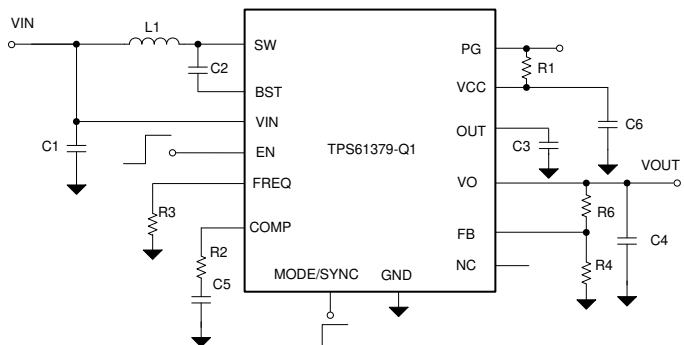 VIN
L1
SW
PG
C2
R1
BST
VCC
VIN
C1
OUT
C3
C6
EN
TPS61379-Q1
VOUT
FREQ
VO
R3
R6
COMP
FB
C4
R2
R4
C5
MODE/SYNC
GND
NC